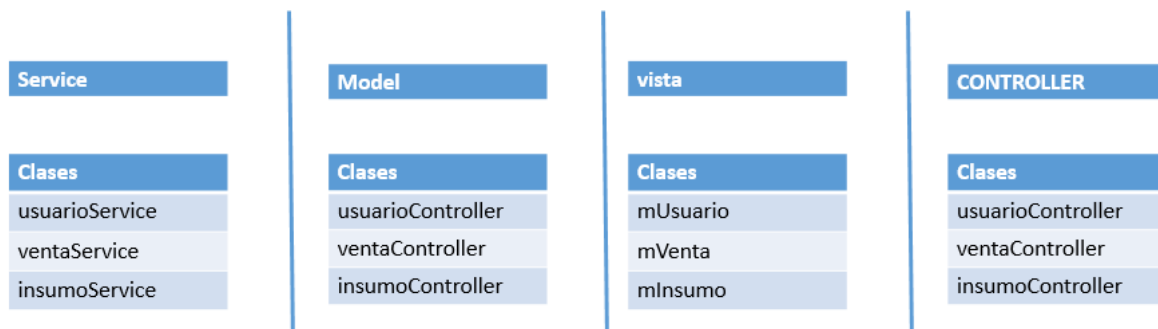 Service
Clases
usuarioService
ventaService
insumoService
Model
Clases
usuarioController
ventaController
insumoController
vista
Clases
mUsuario
mVenta
mInsumo
CONTROLLER
Clases
usuarioController
ventaController
insumoController